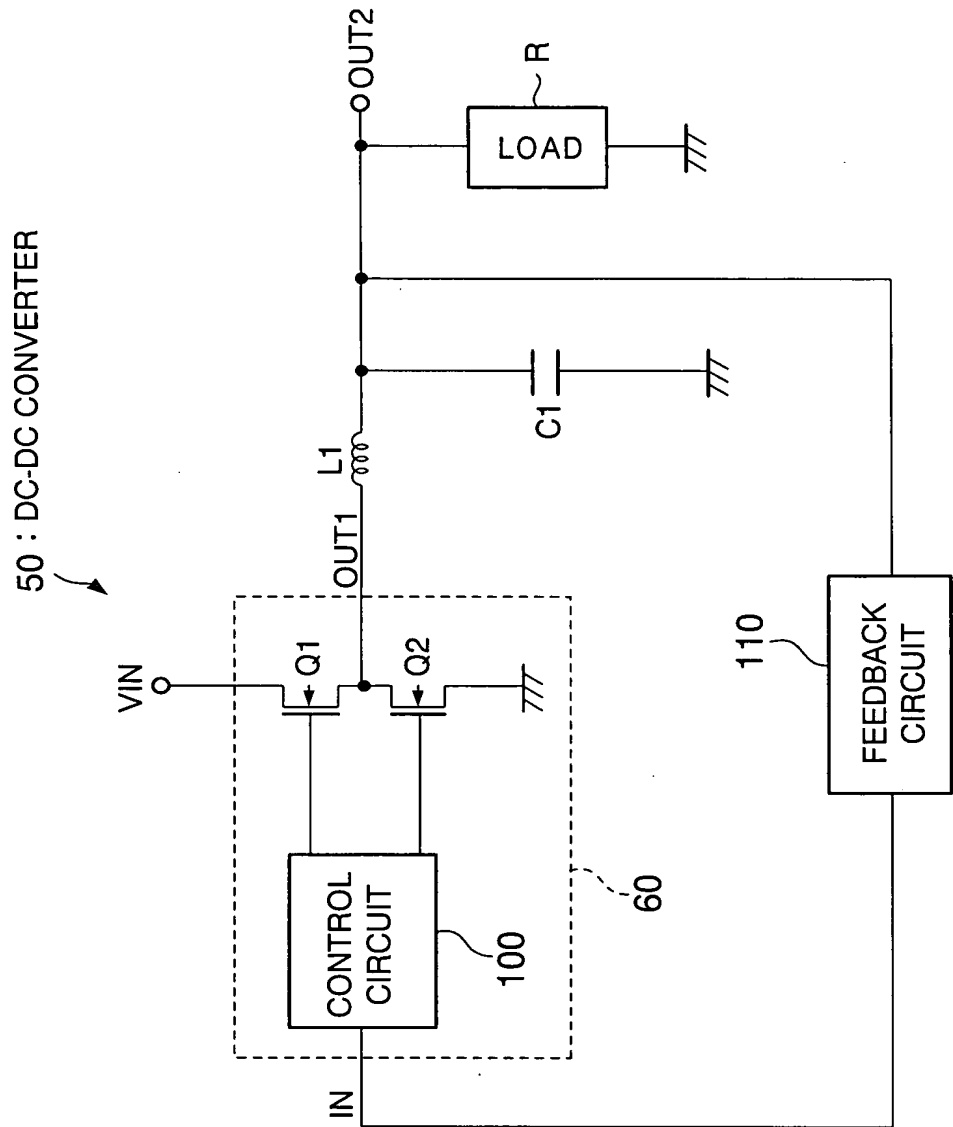 50 : DC-DC CONVERTER
VIN
Q1
Q2
OUT1
L1
C1
OUT2
R
LOAD
CONTROL
CIRCUIT
100
60
IN
FEEDBACK
CIRCUIT
110